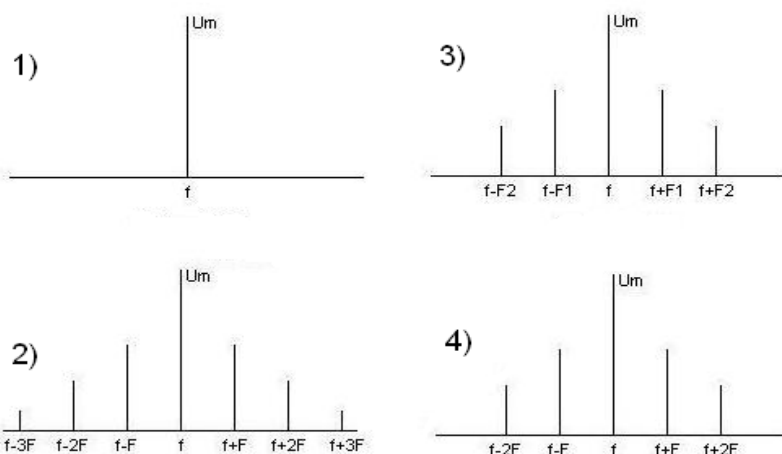 1)
Um
f
3)
Um
f-F2 f-F1 f f+F1 f+F2
2)
Um
f-3F f-2F f-F f f+F f+2F f+3F
4)
Um
f-2F f-F f f+F f+2F